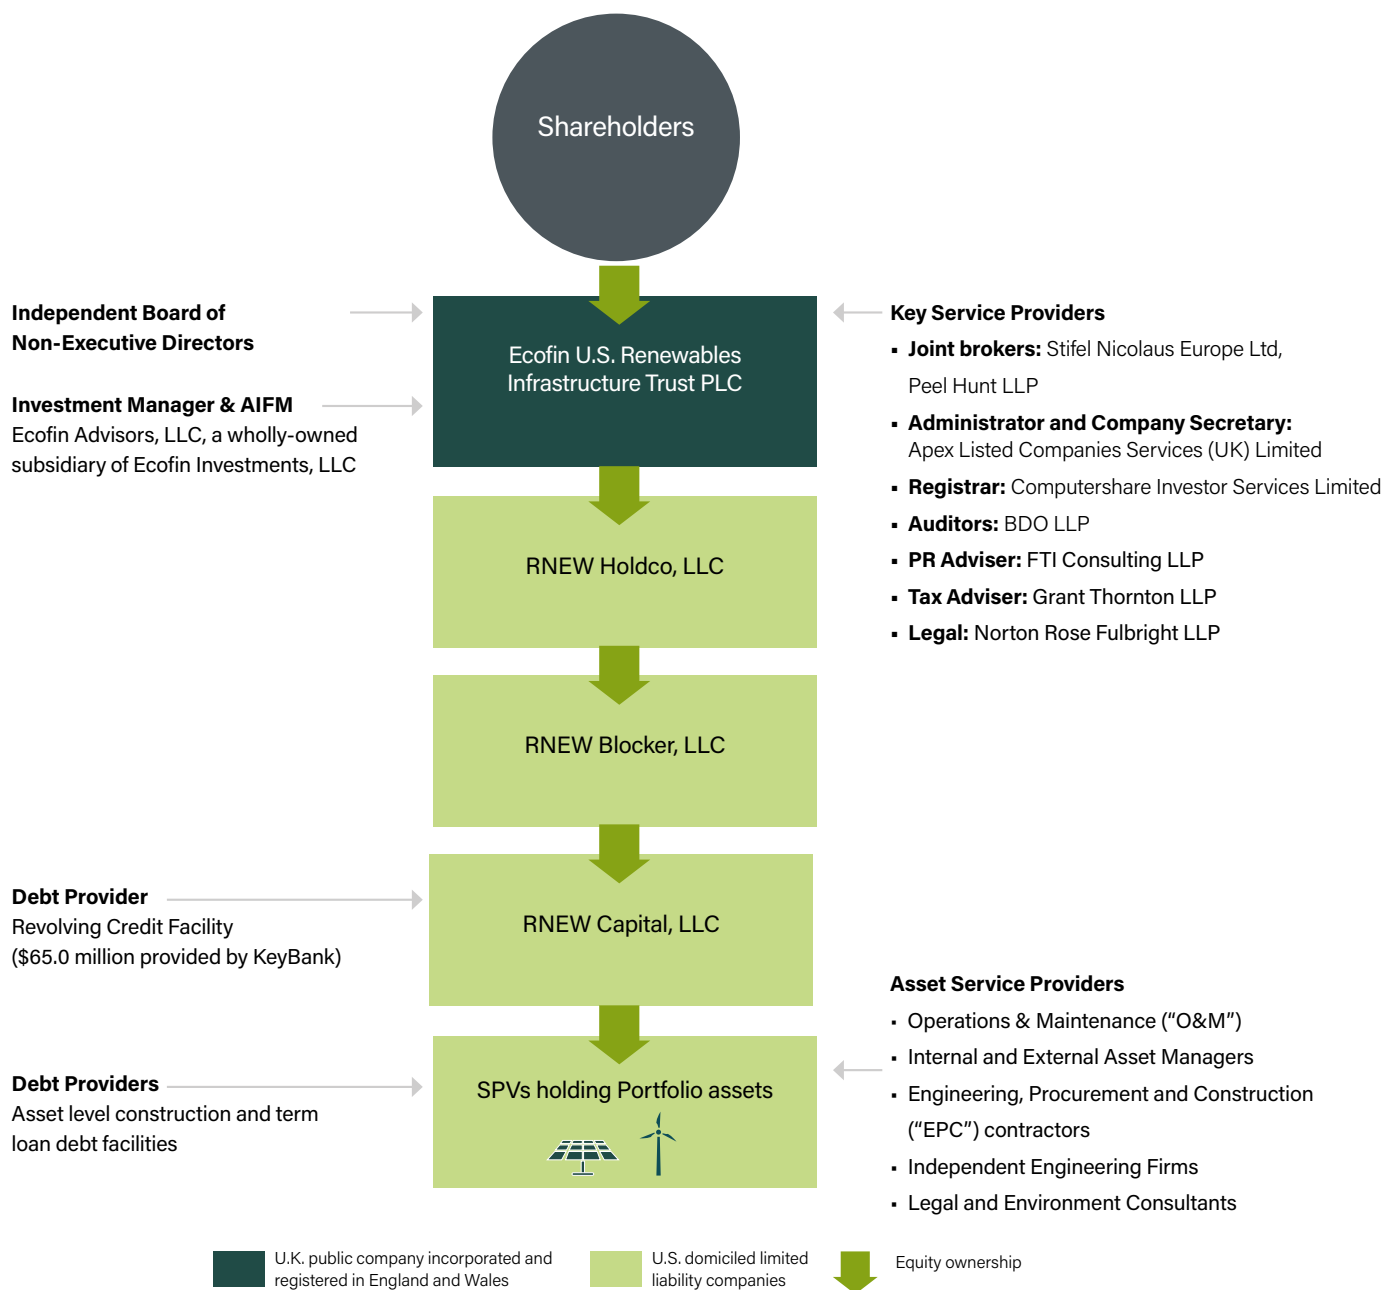 Shareholders
Independent Board of
Non-Executive Directors
Investment Manager & AIFM
Ecofin Advisors, LLC, a wholly-owned
subsidiary of Ecofin Investments, LLC
Ecofin U.S. Renewables
Infrastructure Trust PLC
Key Service Providers
▪ Joint brokers: Stifel Nicolaus Europe Ltd,
Peel Hunt LLP
▪ Administrator and Company Secretary:
Apex Listed Companies Services (UK) Limited
▪ Registrar: Computershare Investor Services Limited
▪ Auditors: BDO LLP
▪ PR Adviser: FTI Consulting LLP
▪ Tax Adviser: Grant Thornton LLP
▪ Legal: Norton Rose Fulbright LLP
RNEW Holdco, LLC
RNEW Blocker, LLC
Debt Provider
Revolving Credit Facility
($65.0 million provided by KeyBank)
RNEW Capital, LLC
Debt Providers
Asset level construction and term
loan debt facilities
SPVs holding Portfolio assets
Asset Service Providers
▪ Operations & Maintenance (“O&M”)
▪ Internal and External Asset Managers
▪ Engineering, Procurement and Construction
(“EPC”) contractors
▪ Independent Engineering Firms
▪ Legal and Environment Consultants
U.K. public company incorporated and
registered in England and Wales
U.S. domiciled limited
liability companies
Equity ownership